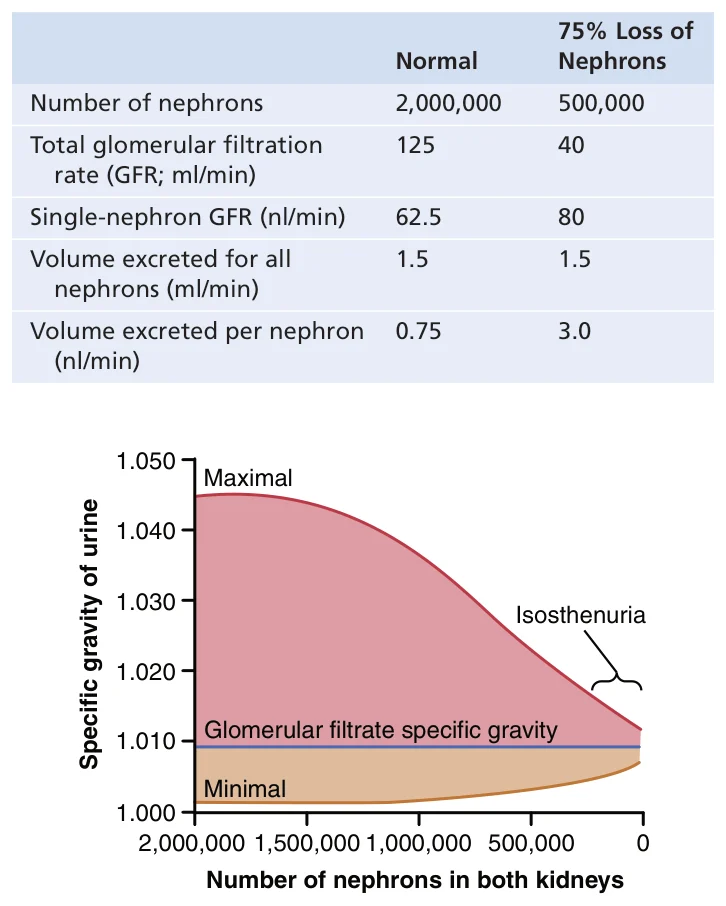 75% Loss of
Normal Nephrons
Number of nephrons 2,000,000 500,000
Total glomerular filtration 125 40
rate (GFR; ml/min)
Single-nephron GFR (nl/min) 62.5 80
Volume excreted for all 1.5 1.5
nephrons (ml/min)
Volume excreted per nephron 0.75 3.0
(nl/min)
1.050
Maximal
1.040
1.030
Isosthenuria
1.020
Glomerular filtrate specific gravity
1.010
Minimal
1.000
2,000,000 1,500,000 1,000,000 500,000 0
Specific gravity of urine
Number of nephrons in both kidneys